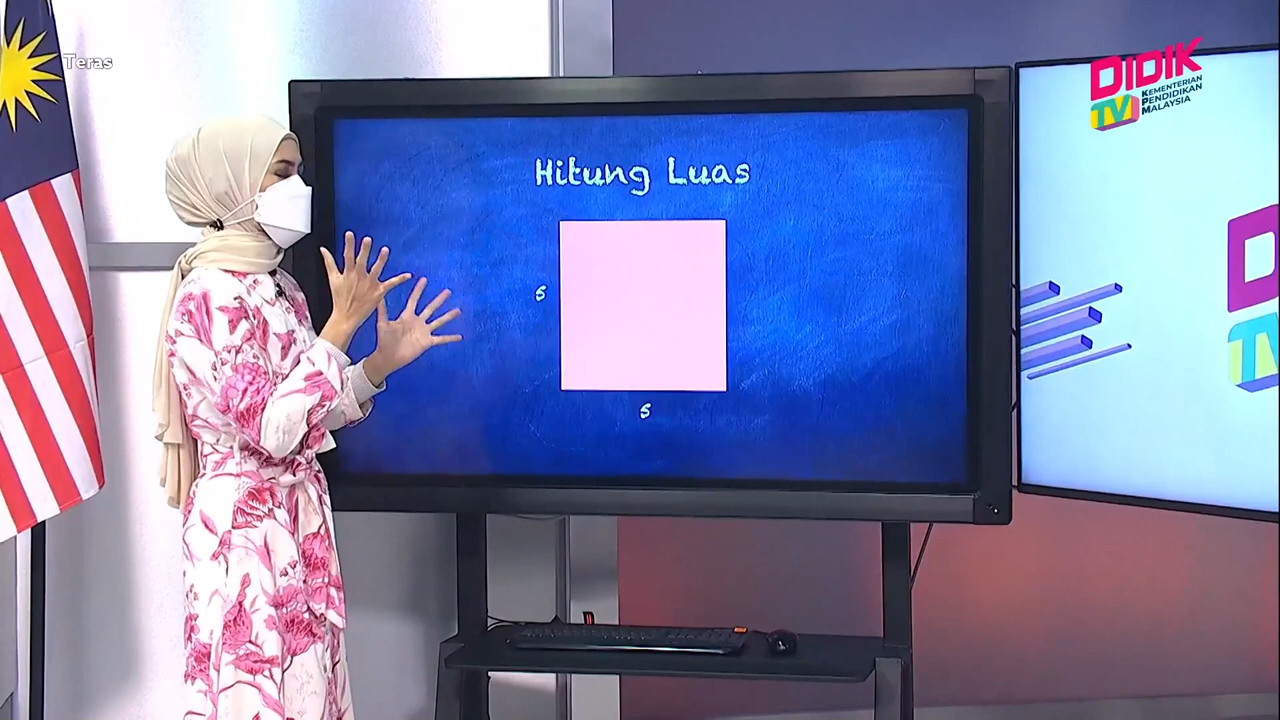 Teras
DIDIK
TV
KEMENTERIAN
PENDIDIKAN
MALAYSIA
Hitung Luas
5
5
D
T